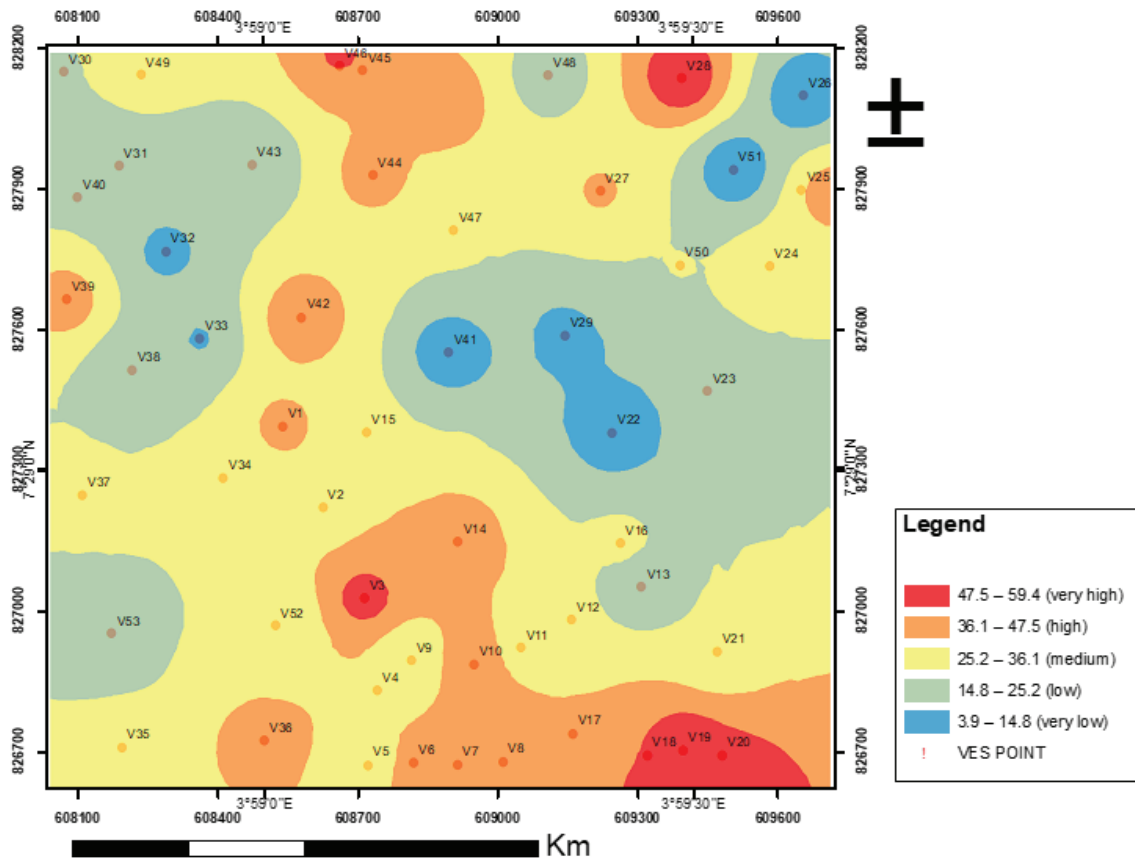 608100 608400 608700 609000 609300 609600
3°59'0"E 3°59'30"E
828200 828200
V30 V49 V46 V45 V48 V28 V26
V31 V43 V44 V27 V51 V25
827900 827900
V40 V47
V32 V50 V24
V39 V42 V33 V29
827600 827600
V38 V41 V23
V1 V15 V22
7°29'0"N 7°29'0"N
827300 827300
V37 V34 V2
V14 V16
V3 V13
827000 827000
V53 V52 V12
V9 V10 V11 V21
V4
V35 V36 V17
826700 826700
V5 V6 V7 V8 V18 V19 V20
3°59'0"E 3°59'30"E
608100 608400 608700 609000 609300 609600
Km
Legend
47.5 – 59.4 (very high)
36.1 – 47.5 (high)
25.2 – 36.1 (medium)
14.8 – 25.2 (low)
3.9 – 14.8 (very low)
! VES POINT